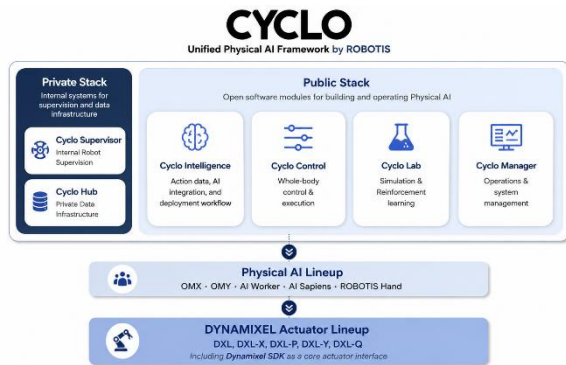 CYCLO
Unified Physical AI Framework by ROBOTIS
Private Stack
Internal systems for
supervision and data
infrastructure
Cyclo Supervisor
Internal Robot
Supervision
Cyclo Hub
Private Data
Infrastructure
Public Stack
Open software modules for building and operating Physical AI
Cyclo Intelligence
Action data, AI
integration, and
deployment workflow
Cyclo Control
Whole-body
control &
execution
Cyclo Lab
Simulation &
Reinforcement
learning
Cyclo Manager
Operations &
system
management
Physical AI Lineup
OMX · OMY · AI Worker · AI Sapiens · ROBOTIS Hand
DYNAMIXEL Actuator Lineup
DXL, DXL-X, DXL-P, DXL-Y, DXL-Q
Including Dynamixel SDK as a core actuator interface